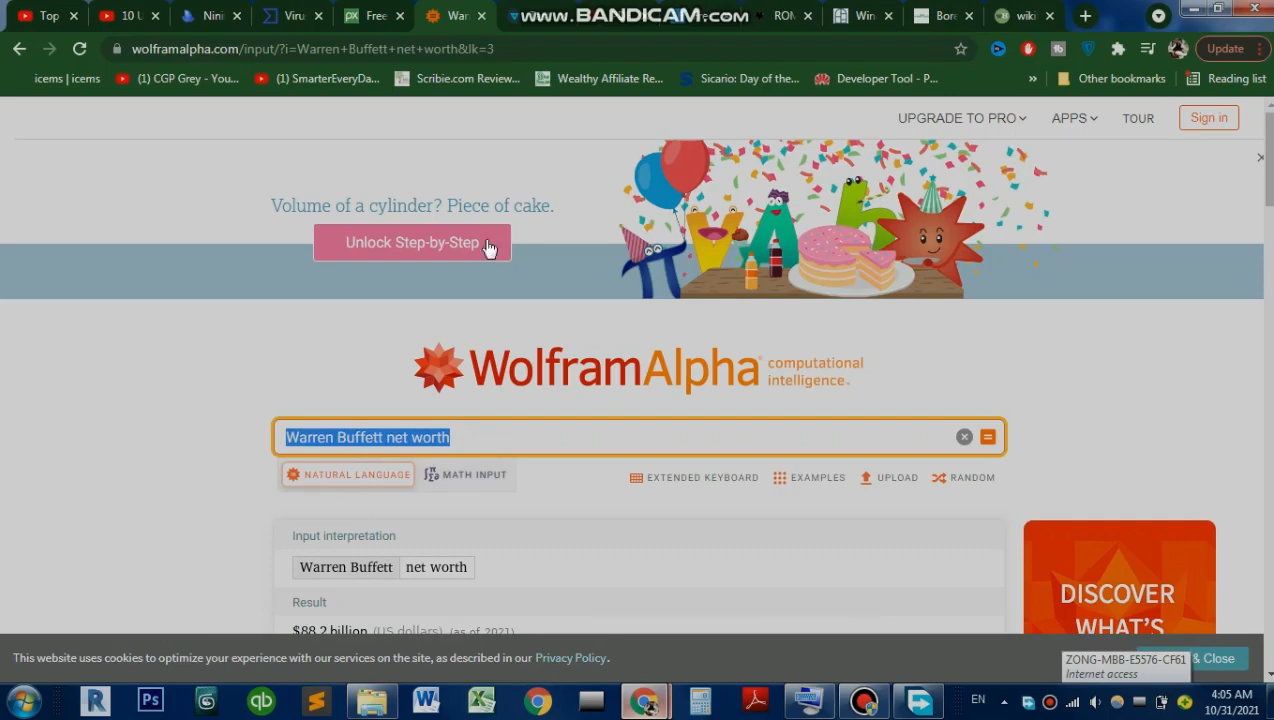 Top
10 U
Nini
Viru
Free
War
www.BANDICAM.com
RON
Win
Bore
wiki
wolframalpha.com/input/?i=Warren+Buffett+net+worth&lk=3
Update
icems | icems
(1) CGP Grey - You...
(1) SmarterEveryDa...
Scribie.com Review...
Wealthy Affiliate Re...
Sicario: Day of the...
Developer Tool - P...
»
Other bookmarks
Reading list
UPGRADE TO PRO
APPS
TOUR
Sign in
Volume of a cylinder? Piece of cake.
Unlock Step-by-Step
WolframAlpha computational
intelligence.
Warren Buffett net worth
NATURAL LANGUAGE
MATH INPUT
EXTENDED KEYBOARD
EXAMPLES
UPLOAD
RANDOM
Input interpretation
Warren Buffett net worth
Result
$88.2 billion (US dollars) (as of 2021)
DISCOVER
WHAT'S
This website uses cookies to optimize your experience with our services on the site, as described in our Privacy Policy.
& Close
ZONG-MBB-E5576-CF61
Internet access
EN
4:05 AM
10/31/2021